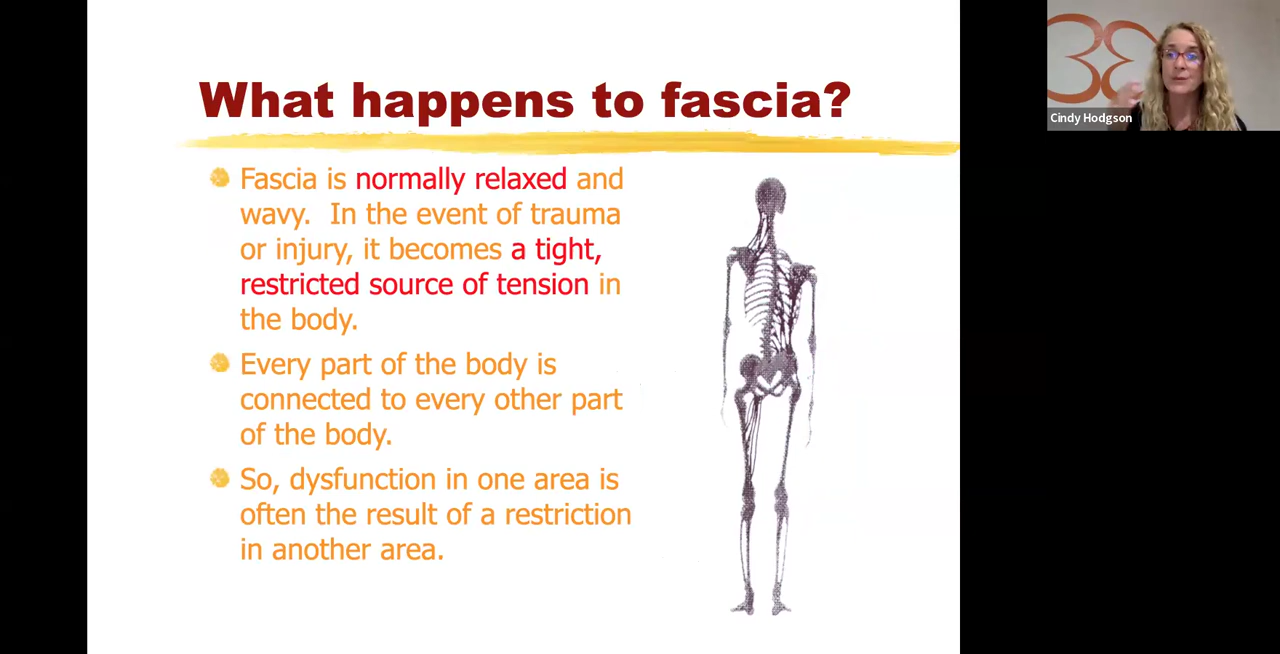 What happens to fascia?
Fascia is normally relaxed and
wavy.  In the event of trauma
or injury, it becomes a tight,
restricted source of tension in
the body.
Every part of the body is
connected to every other part
of the body.
So, dysfunction in one area is
often the result of a restriction
in another area.
Cindy Hodgson